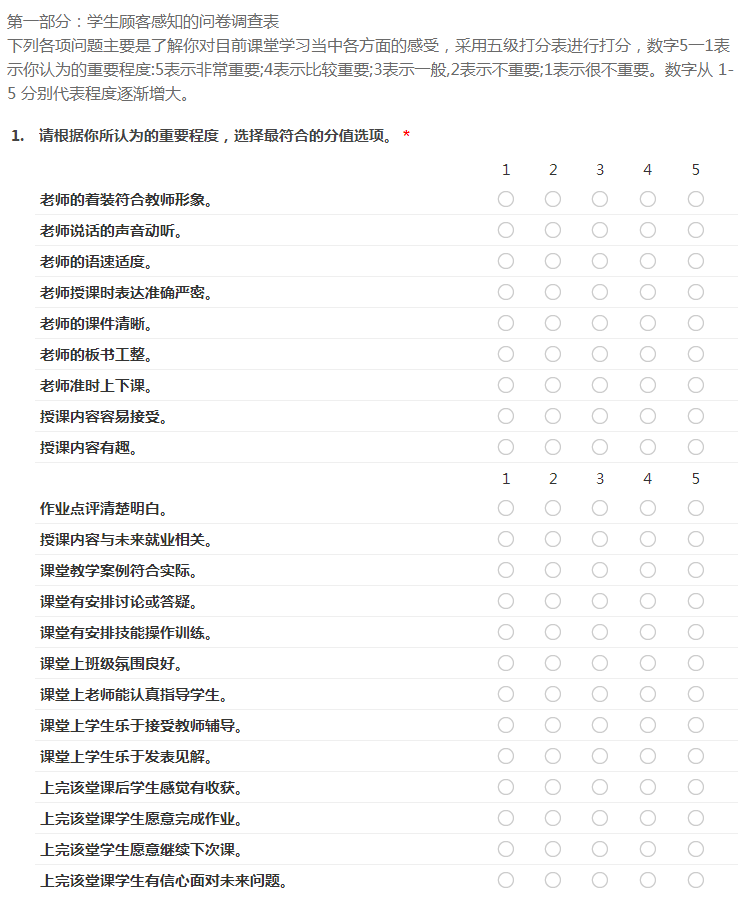 第一部分：学生顾客感知的问卷调查表
下列各项问题主要是了解你对目前课堂学习当中各方面的感受，采用五级打分表进行打分，数字5—1表
示你认为的重要程度:5表示非常重要;4表示比较重要;3表示一般,2表示不重要;1表示很不重要。数字从 1-
5 分别代表程度逐渐增大。
1. 请根据你所认为的重要程度，选择最符合的分值选项。 *
1 2 3 4 5
老师的着装符合教师形象。
老师说话的声音动听。
老师的语速适度。
老师授课时表达准确严密。
老师的课件清晰。
老师的板书工整。
老师准时上下课。
授课内容容易接受。
授课内容有趣。
1 2 3 4 5
作业点评清楚明白。
授课内容与未来就业相关。
课堂教学案例符合实际。
课堂有安排讨论或答疑。
课堂有安排技能操作训练。
课堂上班级氛围良好。
课堂上老师能认真指导学生。
课堂上学生乐于接受教师辅导。
课堂上学生乐于发表见解。
上完该堂课后学生感觉有收获。
上完该堂课学生愿意完成作业。
上完该堂学生愿意继续下次课。
上完该堂课学生有信心面对未来问题。